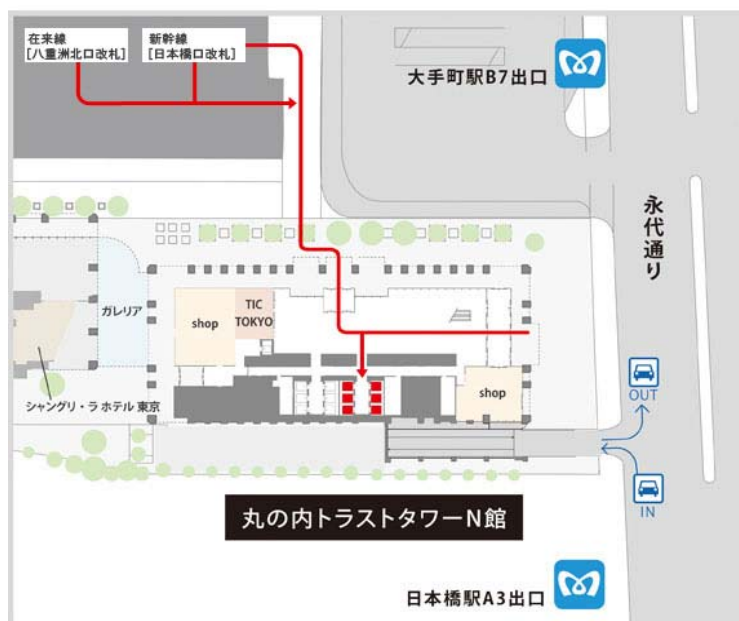 在来線
[八重洲北口改札]
新幹線
[日本橋口改札]
大手町駅B7出口
永代通り
ガレリア
shop
TIC
TOKYO
shop
シャングリ・ラ ホテル 東京
OUT
IN
丸の内トラストタワーN館
日本橋駅A3出口